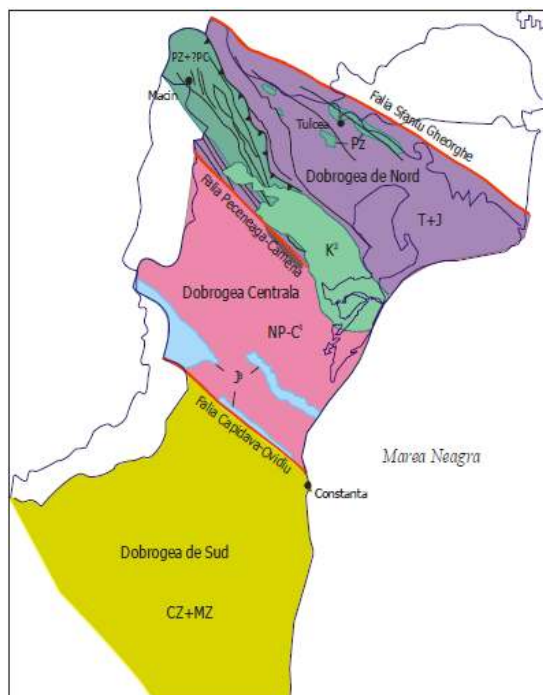 PZ+?PC
Macin
Tulcea
PZ
Falia Sfantu Gheorghe
Dobrogea de Nord
T+J
Falia Peceneaga-Camena
K²
Dobrogea Centrala
NP-C¹
J³
Falia Capidava-Ovidiu
Marea Neagra
Constanta
Dobrogea de Sud
CZ+MZ